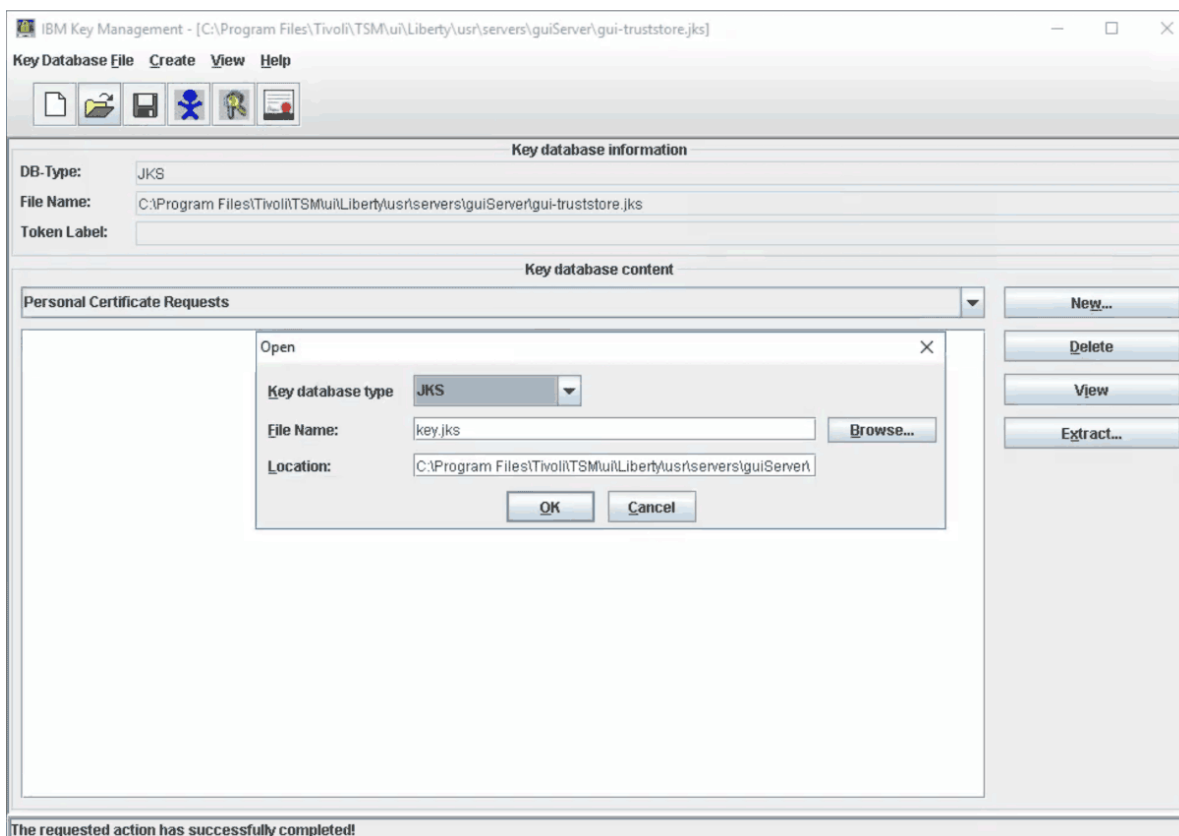 IBM Key Management - [C:\Program Files\Tivoli\TSM\ui\Liberty\usr\servers\guiServer\gui-truststore.jks]
Key Database File Create View Help
Key database information
DB-Type: JKS
File Name: C:\Program Files\Tivoli\TSM\ui\Liberty\usr\servers\guiServer\gui-truststore.jks
Token Label:
Key database content
Personal Certificate Requests
New...
Delete
View
Extract...
Open
Key database type JKS
File Name: key.jks Browse...
Location: C:\Program Files\Tivoli\TSM\ui\Liberty\usr\servers\guiServer\
OK Cancel
The requested action has successfully completed!